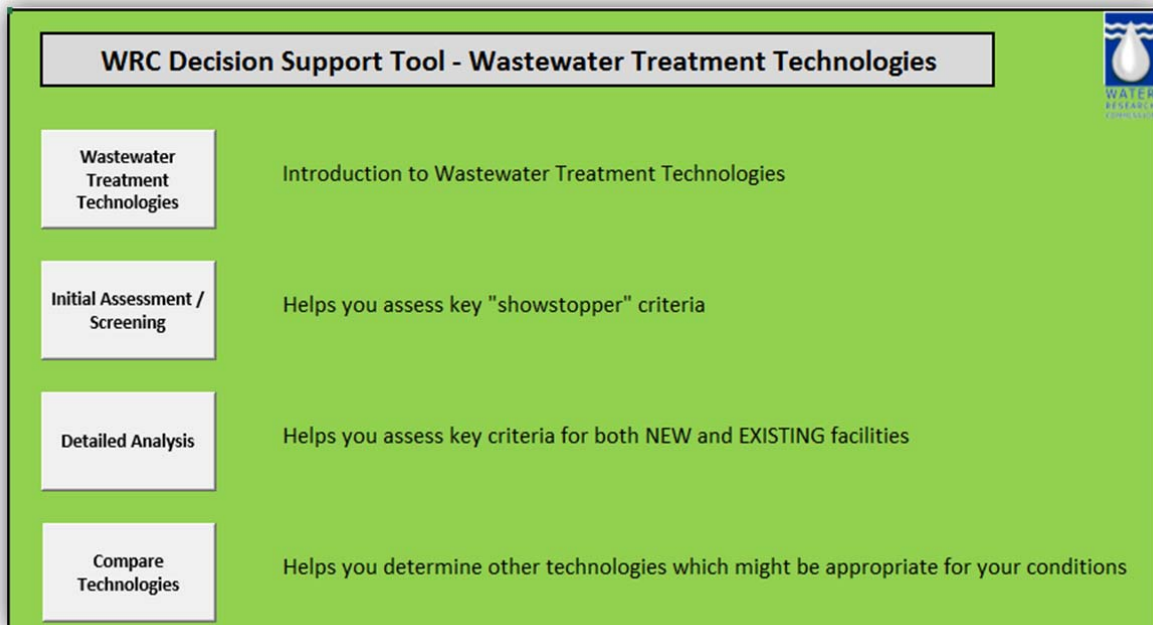 WRC Decision Support Tool - Wastewater Treatment Technologies
WATER
RESEARCH
COMMISSION
Wastewater
Treatment
Technologies
Introduction to Wastewater Treatment Technologies
Initial Assessment /
Screening
Helps you assess key "showstopper" criteria
Detailed Analysis
Helps you assess key criteria for both NEW and EXISTING facilities
Compare
Technologies
Helps you determine other technologies which might be appropriate for your conditions